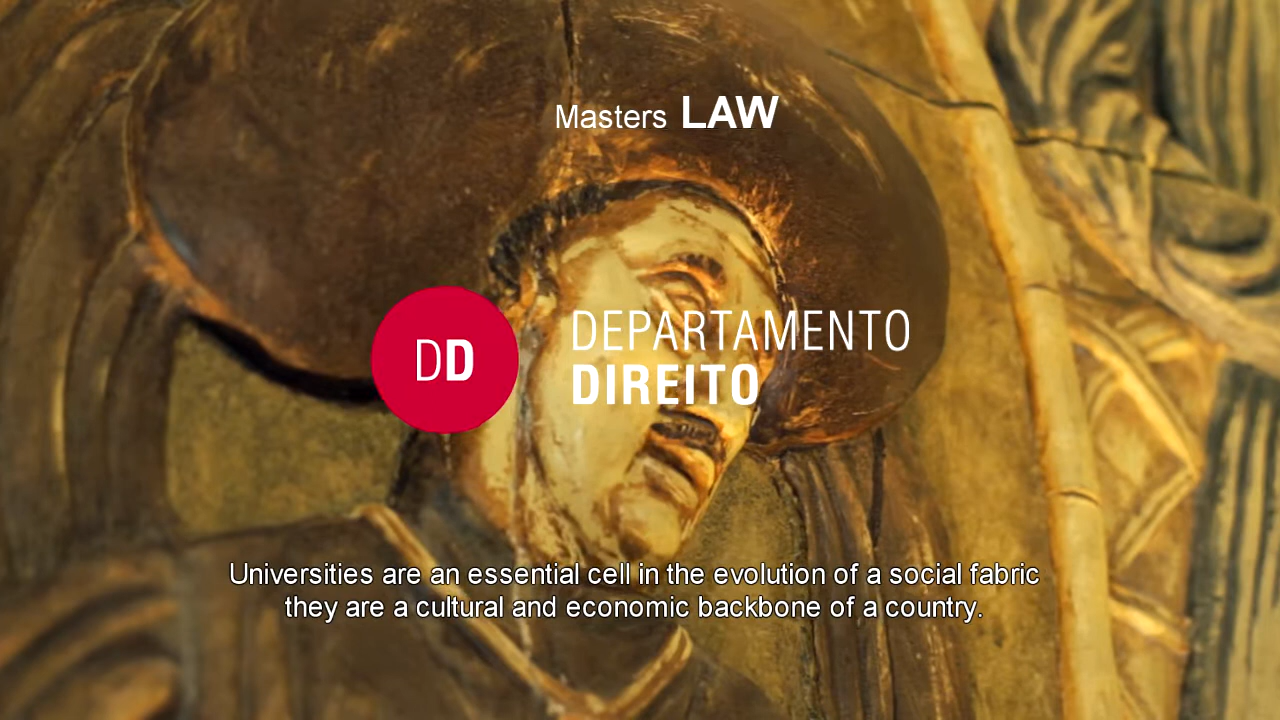 Masters LAW
DD
DEPARTAMENTO
DIREITO
Universities are an essential cell in the evolution of a social fabric
they are a cultural and economic backbone of a country.